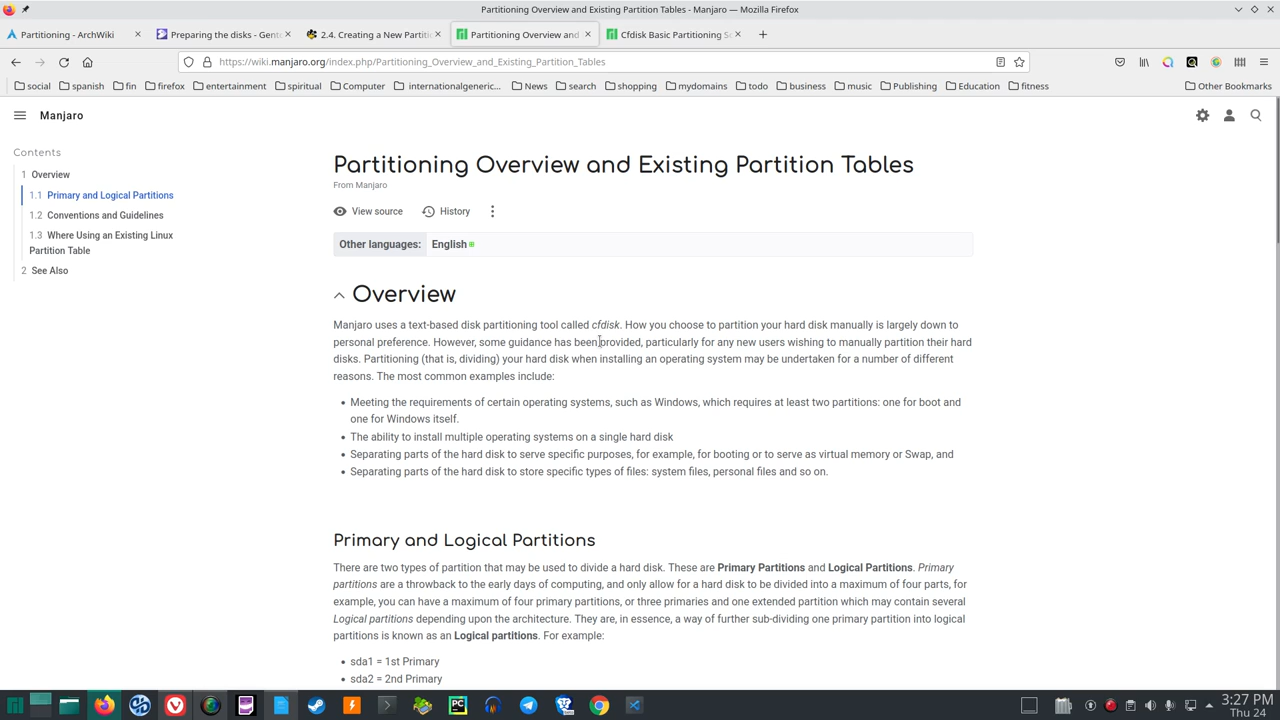 Partitioning Overview and Existing Partition Tables - Manjaro — Mozilla Firefox
Partitioning - ArchWiki
Preparing the disks - Gent
2.4. Creating a New Partiti
Partitioning Overview and
Cfdisk Basic Partitioning S
https://wiki.manjaro.org/index.php/Partitioning_Overview_and_Existing_Partition_Tables
social spanish fin firefox entertainment spiritual Computer internationalgeneric... News search shopping mydomains todo business music Publishing Education fitness Other Bookmarks
Manjaro
Contents
1 Overview
1.1 Primary and Logical Partitions
1.2 Conventions and Guidelines
1.3 Where Using an Existing Linux
Partition Table
2 See Also
Partitioning Overview and Existing Partition Tables
From Manjaro
View source History
Other languages: English
Overview
Manjaro uses a text-based disk partitioning tool called cfdisk. How you choose to partition your hard disk manually is largely down to
personal preference. However, some guidance has been provided, particularly for any new users wishing to manually partition their hard
disks. Partitioning (that is, dividing) your hard disk when installing an operating system may be undertaken for a number of different
reasons. The most common examples include:
• Meeting the requirements of certain operating systems, such as Windows, which requires at least two partitions: one for boot and
one for Windows itself.
• The ability to install multiple operating systems on a single hard disk
• Separating parts of the hard disk to serve specific purposes, for example, for booting or to serve as virtual memory or Swap, and
• Separating parts of the hard disk to store specific types of files: system files, personal files and so on.
Primary and Logical Partitions
There are two types of partition that may be used to divide a hard disk. These are Primary Partitions and Logical Partitions. Primary
partitions are a throwback to the early days of computing, and only allow for a hard disk to be divided into a maximum of four parts, for
example, you can have a maximum of four primary partitions, or three primaries and one extended partition which may contain several
Logical partitions depending upon the architecture. They are, in essence, a way of further sub-dividing one primary partition into logical
partitions is known as an Logical partitions. For example:
• sda1 = 1st Primary
• sda2 = 2nd Primary
3:27 PM
Thu 24